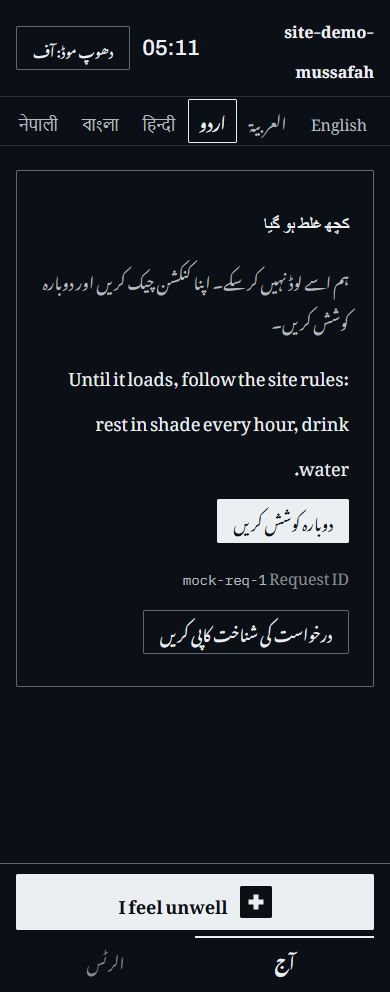 site-demo-
mussafah
05:11
دھوپ موڈ: آف
English
العربية
اردو
हिन्दी
বাংলা
नेपाली
کچھ غلط ہو گیا
ہم اسے لوڈ نہیں کر سکے۔ اپنا کنکشن چیک کریں اور دوبارہ
کوشش کریں۔
Until it loads, follow the site rules:
rest in shade every hour, drink
.water
دوبارہ کوشش کریں
mock-req-1 Request ID
درخواست کی شناخت کاپی کریں
I feel unwell
آج
الرٹس